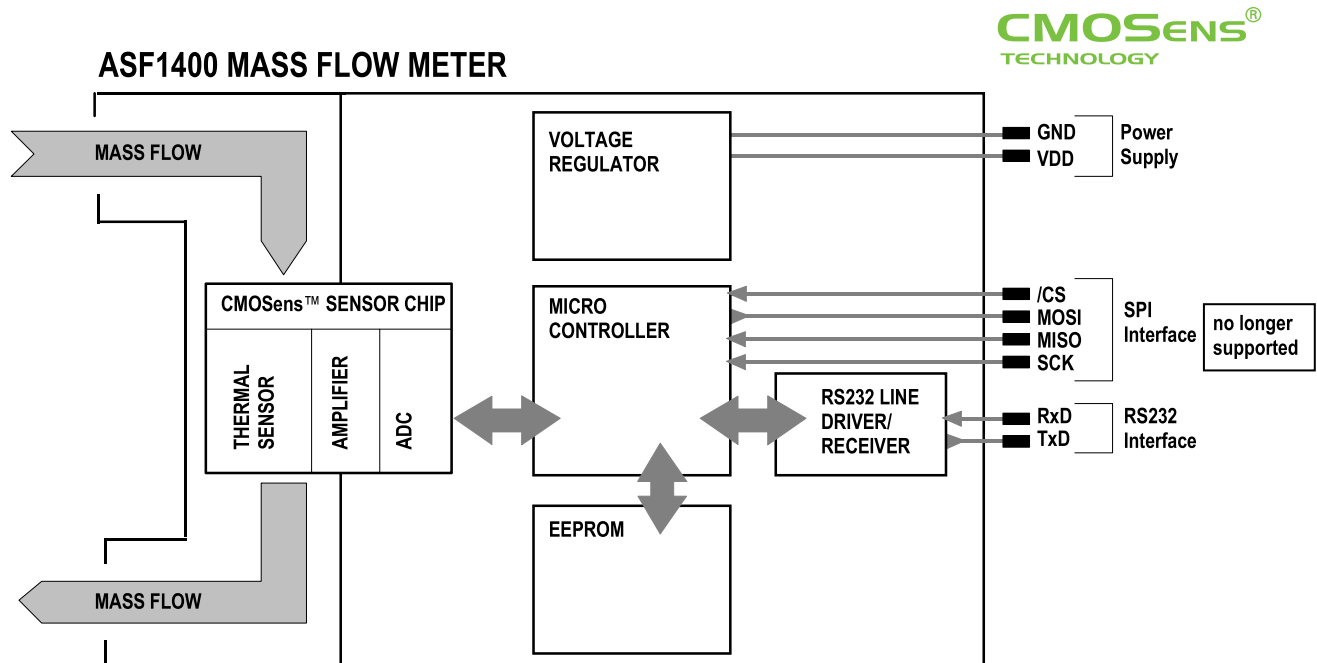 CMOSENS®
TECHNOLOGY
ASF1400 MASS FLOW METER
MASS FLOW
VOLTAGE
REGULATOR
GND
VDD
Power
Supply
CMOSens™ SENSOR CHIP
THERMAL
SENSOR
AMPLIFIER
ADC
MICRO
CONTROLLER
/CS
MOSI
MISO
SCK
SPI
Interface
no longer
supported
RS232 LINE
DRIVER/
RECEIVER
RxD
TxD
RS232
Interface
EEPROM
MASS FLOW